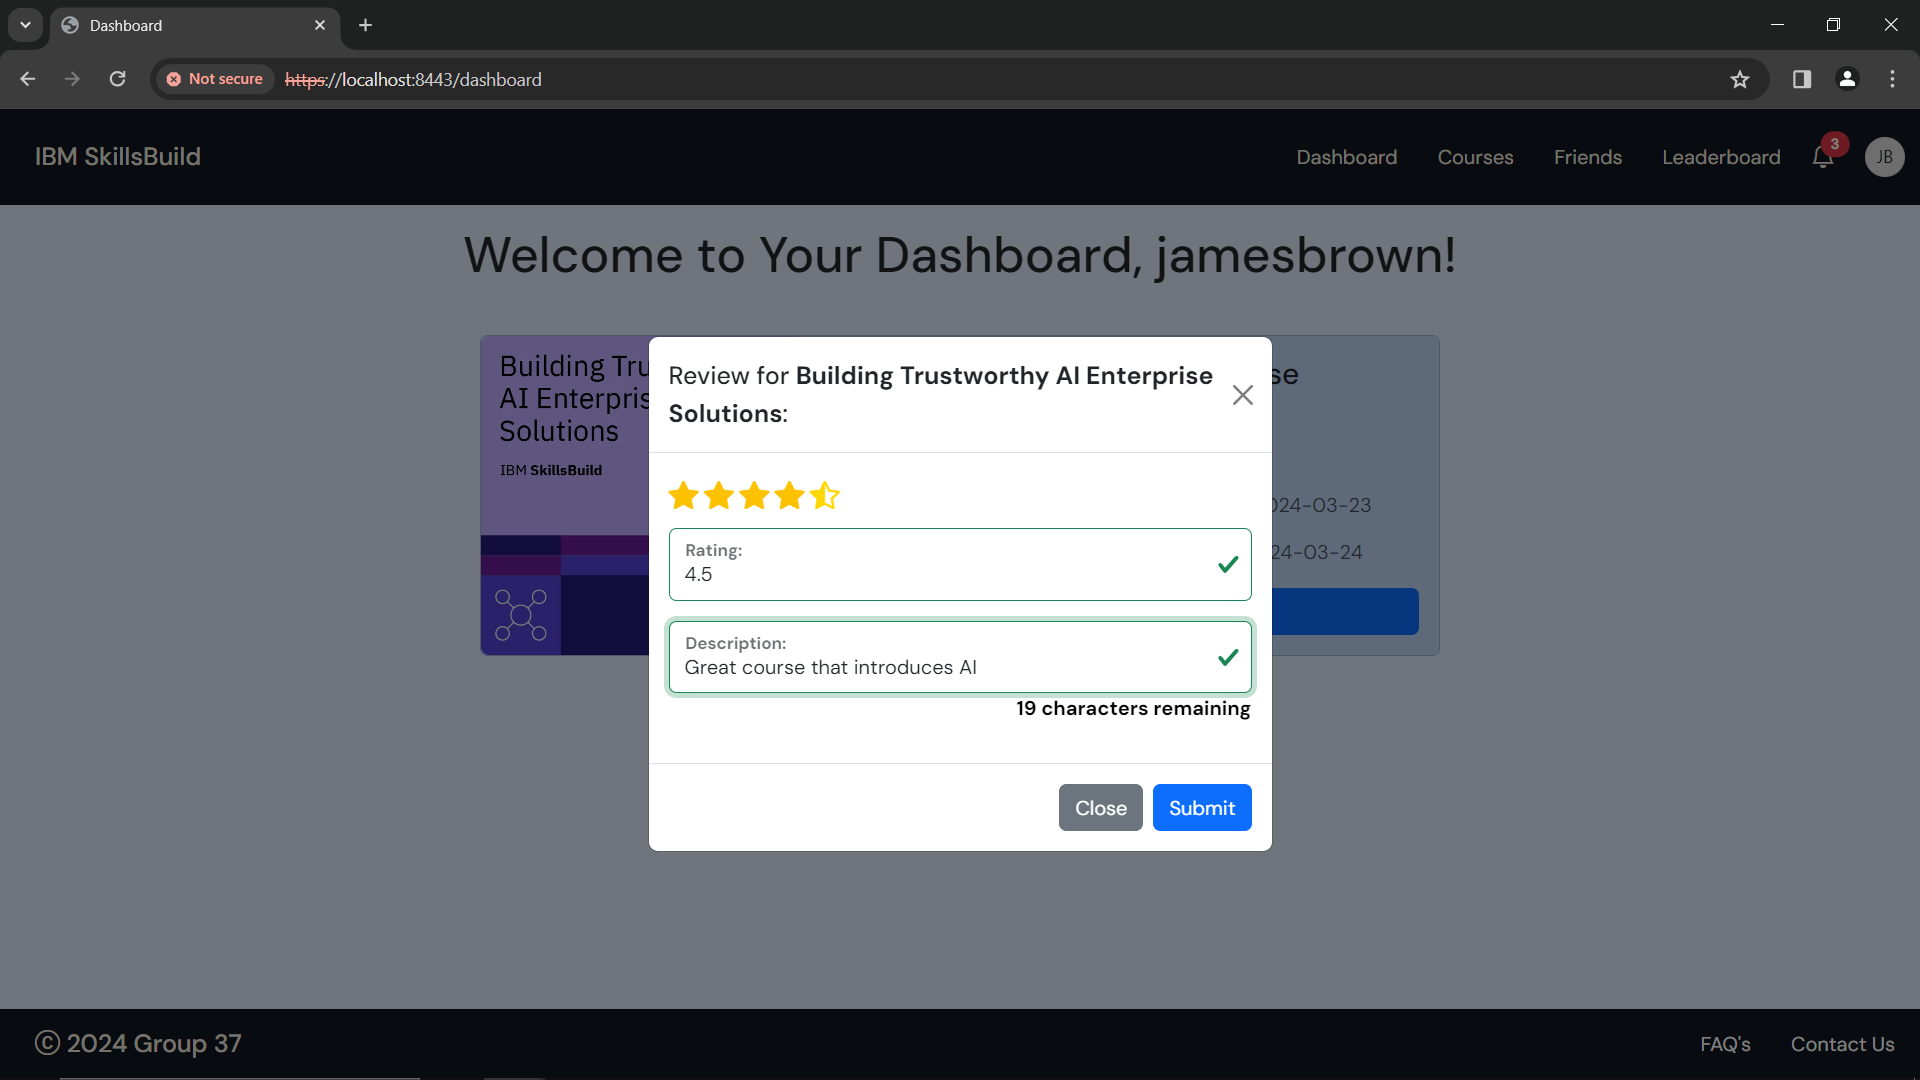 Dashboard
Not secure https://localhost:8443/dashboard
IBM SkillsBuild
Dashboard Courses Friends Leaderboard 3 JB
Welcome to Your Dashboard, jamesbrown!
Building Tru
AI Enterpris
Solutions
IBM SkillsBuild
Review for Building Trustworthy AI Enterprise
Solutions:
Rating:
4.5
Description:
Great course that introduces AI
19 characters remaining
Close Submit
se
024-03-23
24-03-24
© 2024 Group 37
FAQ's Contact Us